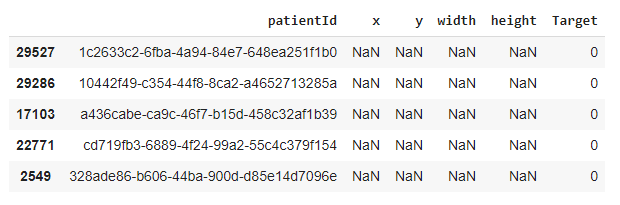 patientId x y width height Target
29527 1c2633c2-6fba-4a94-84e7-648ea251f1b0 NaN NaN NaN NaN 0
29286 10442f49-c354-44f8-8ca2-a4652713285a NaN NaN NaN NaN 0
17103 a436cabe-ca9c-46f7-b15d-458c32af1b39 NaN NaN NaN NaN 0
22771 cd719fb3-6889-4f24-99a2-55c4c379f154 NaN NaN NaN NaN 0
2549 328ade86-b606-44ba-900d-d85e14d7096e NaN NaN NaN NaN 0